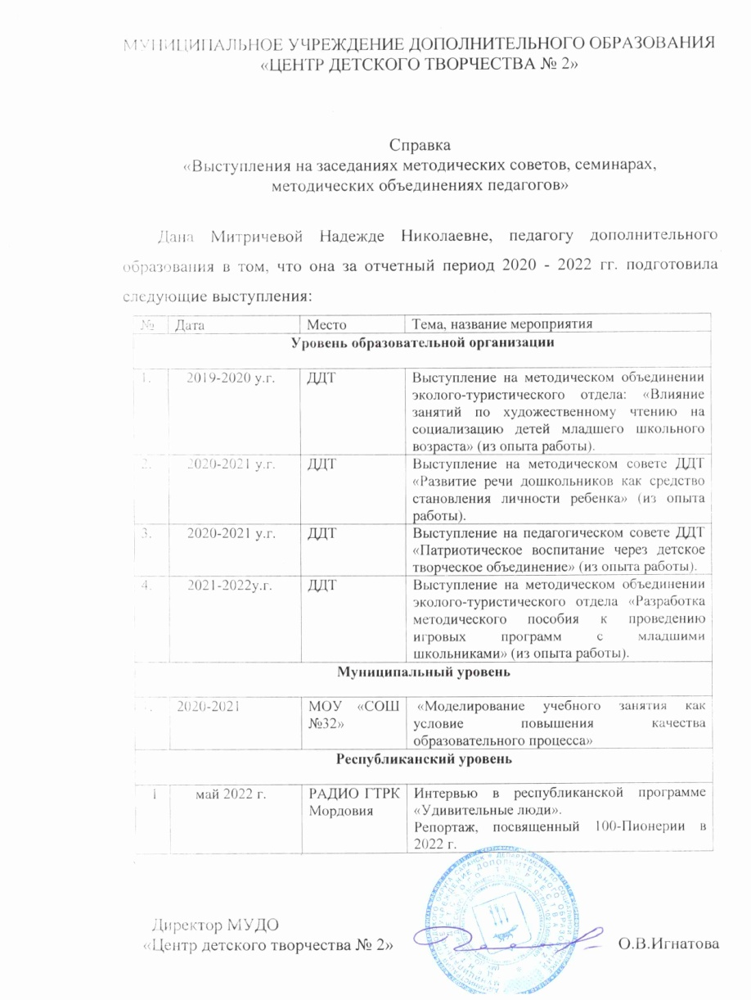 МУНИЦИПАЛЬНОЕ УЧРЕЖДЕНИЕ ДОПОЛНИТЕЛЬНОГО ОБРАЗОВАНИЯ
«ЦЕНТР ДЕТСКОГО ТВОРЧЕСТВА № 2»
Справка
«Выступления на заседаниях методических советов, семинарах,
методических объединениях педагогов»
Дана Митричевой Надежде Николаевне, педагогу дополнительного
образования в том, что она за отчетный период 2020 - 2022 гг. подготовила
следующие выступления:
№ Дата Место Тема, название мероприятия
Уровень образовательной организации
1. 2019-2020 у.г. ДДТ Выступление на методическом объединении
эколого-туристического отдела: «Влияние
занятий по художественному чтению на
социализацию детей младшего школьного
возраста» (из опыта работы).
2. 2020-2021 у.г. ДДТ Выступление на методическом совете ДДТ
«Развитие речи дошкольников как средство
становления личности ребенка» (из опыта
работы).
3. 2020-2021 у.г. ДДТ Выступление на педагогическом совете ДДТ
«Патриотическое воспитание через детское
творческое объединение» (из опыта работы).
4. 2021-2022у.г. ДДТ Выступление на методическом объединении
эколого-туристического отдела «Разработка
методического пособия к проведению
игровых программ с младшими
школьниками» (из опыта работы).
Муниципальный уровень
2020-2021 МОУ «СОШ «Моделирование учебного занятия как
№32» условие повышения качества
образовательного процесса»
Республиканский уровень
1 май 2022 г. РАДИО ГТРК Интервью в республиканской программе
Мордовия «Удивительные люди».
Репортаж, посвященный 100-Пионерии в
2022 г.
Директор МУДО
«Центр детского творчества № 2» О.В.Игнатова